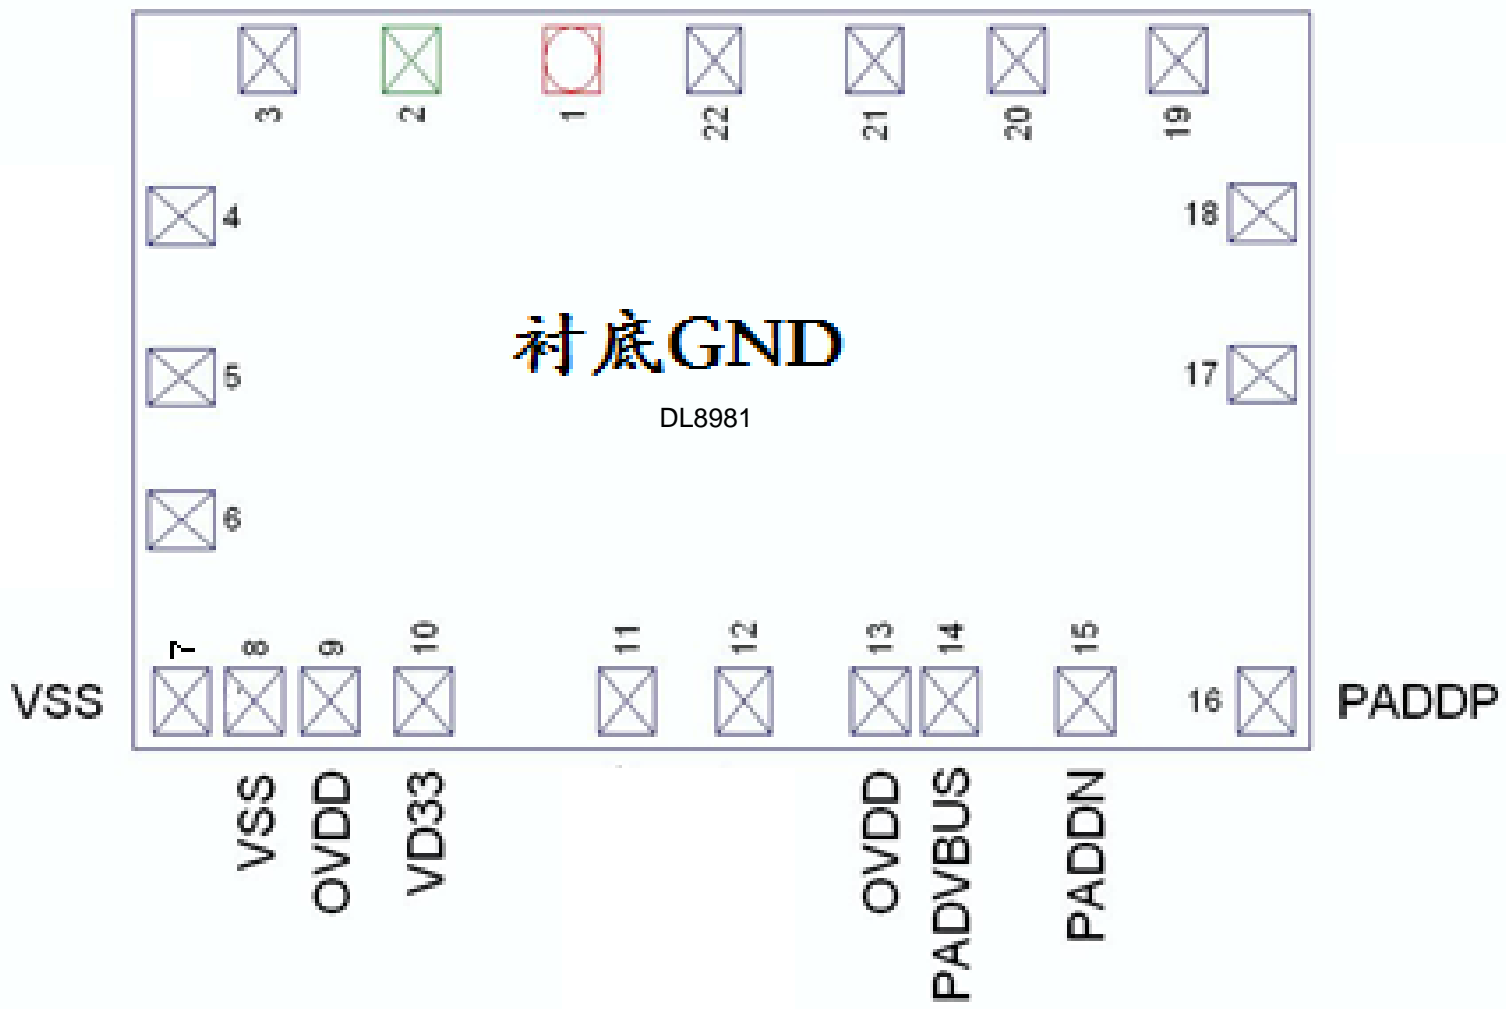 3 2 1 22 21 20 19
4 18
衬底GND
5 17
DL8981
6
7 8 9 10 11 12 13 14 15
VSS 16 PADDP
VSS OVDD VD33 OVDD PADVBUS PADDN